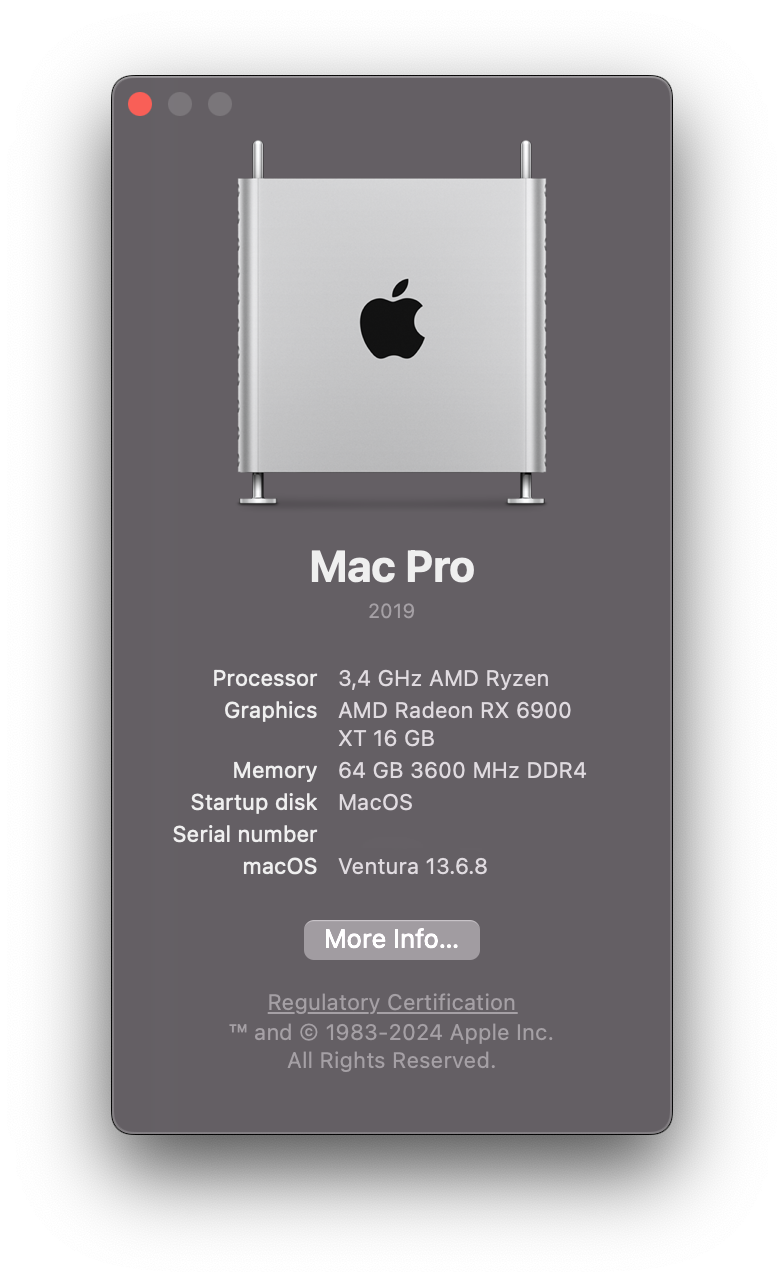 Mac Pro
2019
Processor 3,4 GHz AMD Ryzen
Graphics AMD Radeon RX 6900
XT 16 GB
Memory 64 GB 3600 MHz DDR4
Startup disk MacOS
Serial number
macOS Ventura 13.6.8
More Info...
Regulatory Certification
™ and © 1983-2024 Apple Inc.
All Rights Reserved.